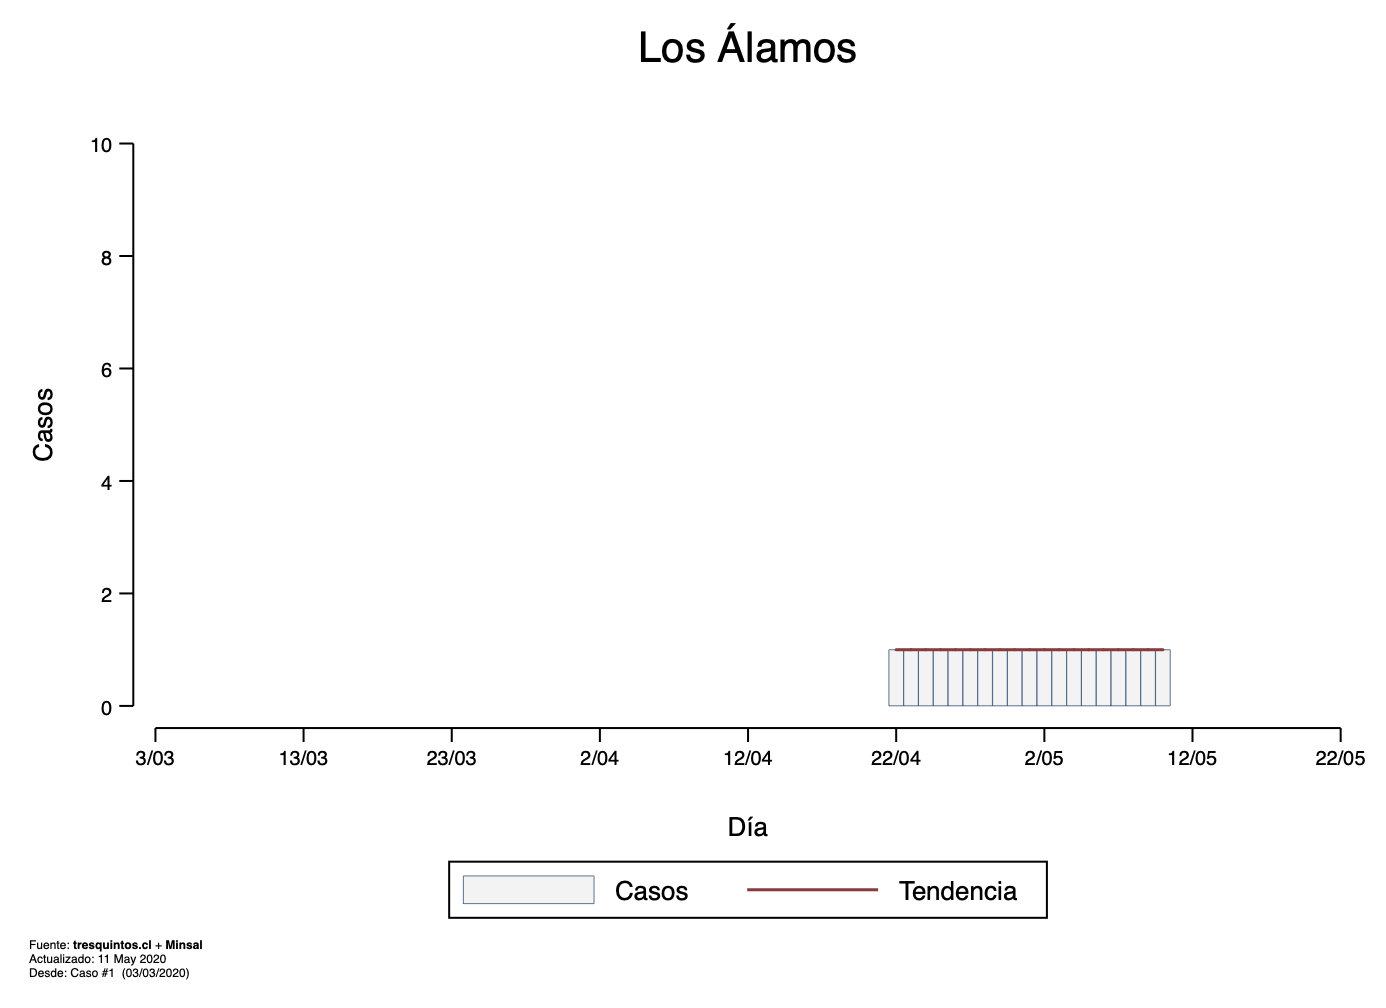 Los Álamos
10
8
6
4
2
0
Casos
3/03 13/03 23/03 2/04 12/04 22/04 2/05 12/05 22/05
Día
Casos Tendencia
Fuente: tresquintos.cl + Minsal
Actualizado: 11 May 2020
Desde: Caso #1 (03/03/2020)